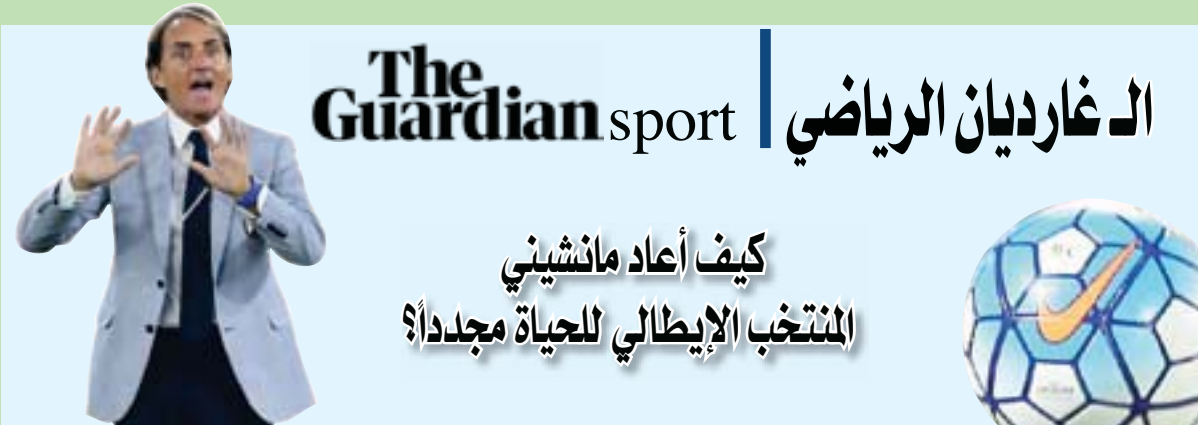 The
Guardian sport | الـ غارديان الرياضي
كيف أعاد مانشيني
المنتخب الإيطالي للحياة مجدداً؟